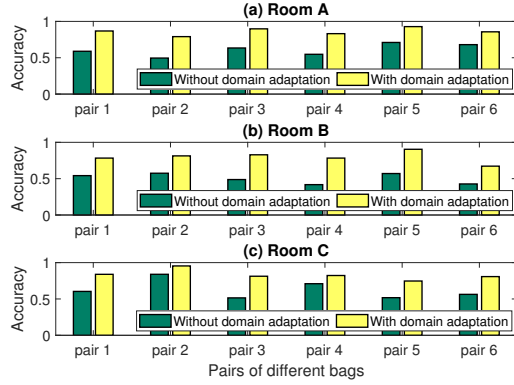 (a) Room A
1
0.5
0
Accuracy
Without domain adaptation With domain adaptation
pair 1 pair 2 pair 3 pair 4 pair 5 pair 6
(b) Room B
1
0.5
0
Accuracy
Without domain adaptation With domain adaptation
pair 1 pair 2 pair 3 pair 4 pair 5 pair 6
(c) Room C
1
0.5
0
Accuracy
Without domain adaptation With domain adaptation
pair 1 pair 2 pair 3 pair 4 pair 5 pair 6
Pairs of different bags